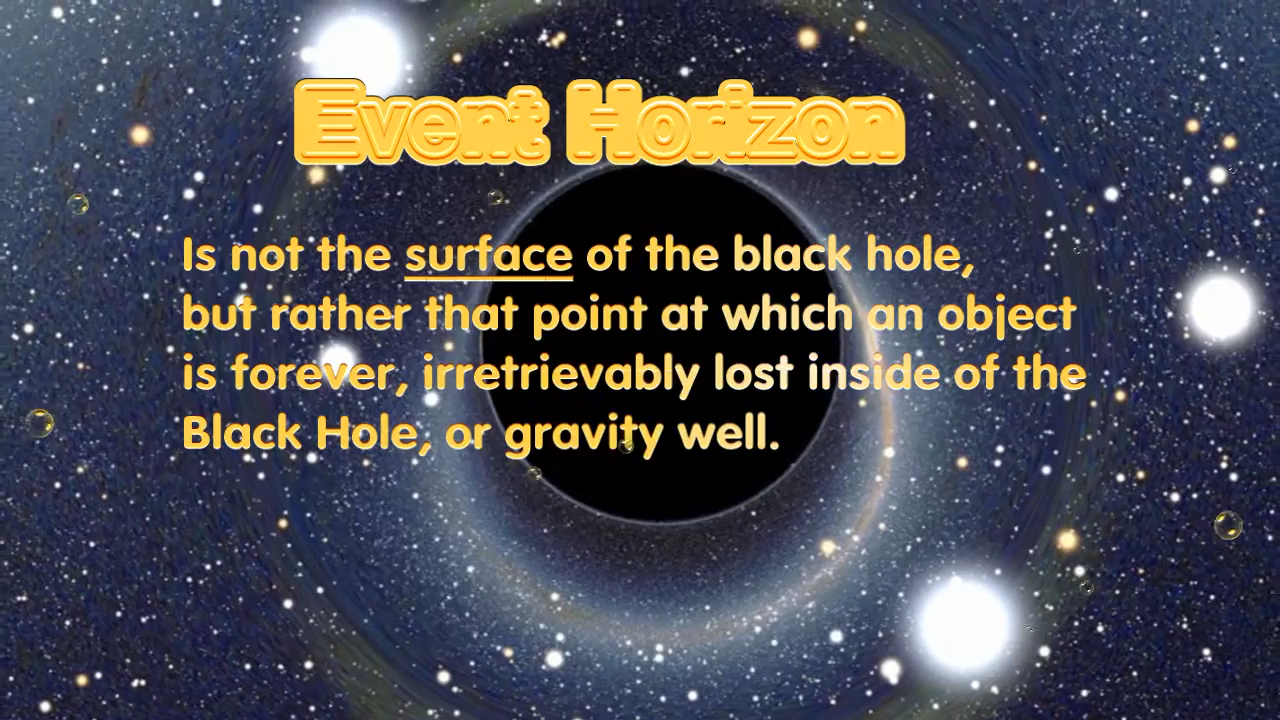 Event Horizon
Is not the surface of the black hole,
but rather that point at which an object
is forever, irretrievably lost inside of the
Black Hole, or gravity well.